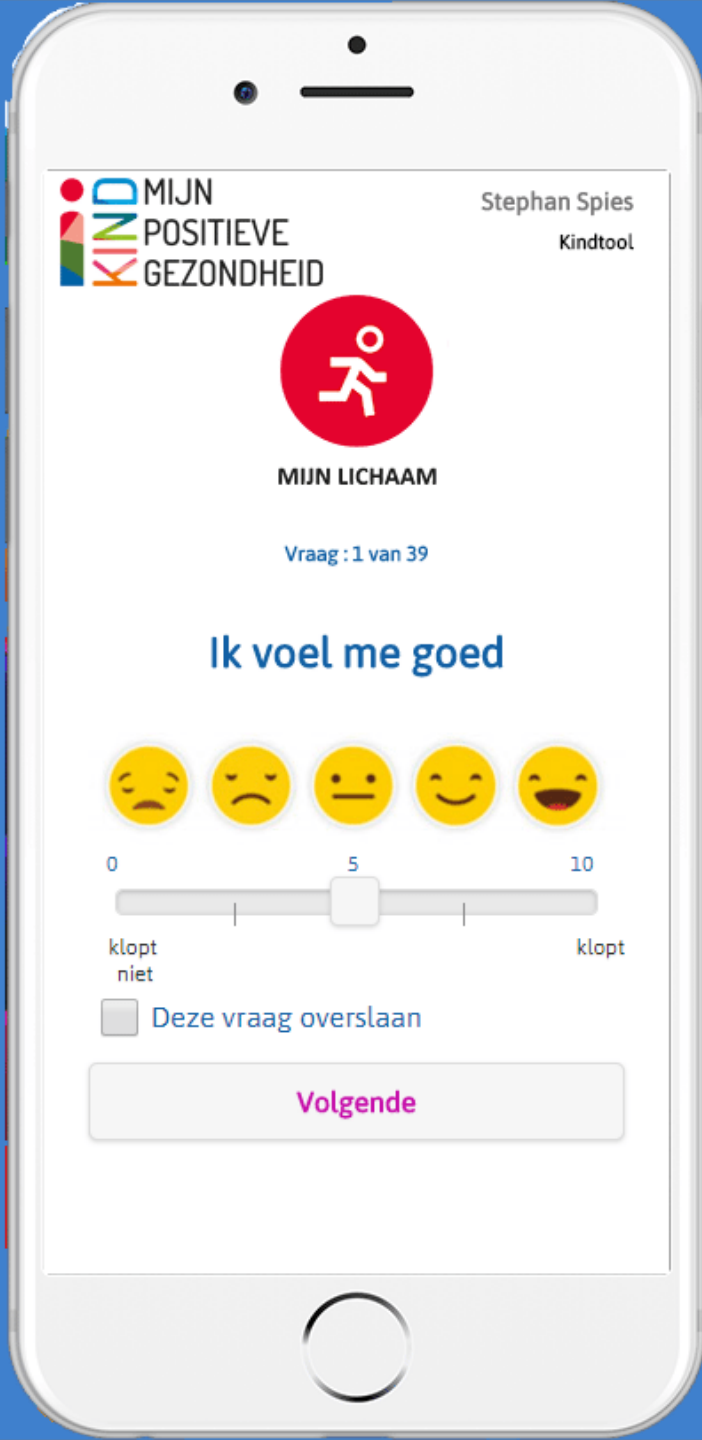 KIND
MIJN
POSITIEVE
GEZONDHEID
Stephan Spies
Kindtool
MIJN LICHAAM
Vraag : 1 van 39
Ik voel me goed
0 5 10
klopt
niet
klopt
Deze vraag overslaan
Volgende